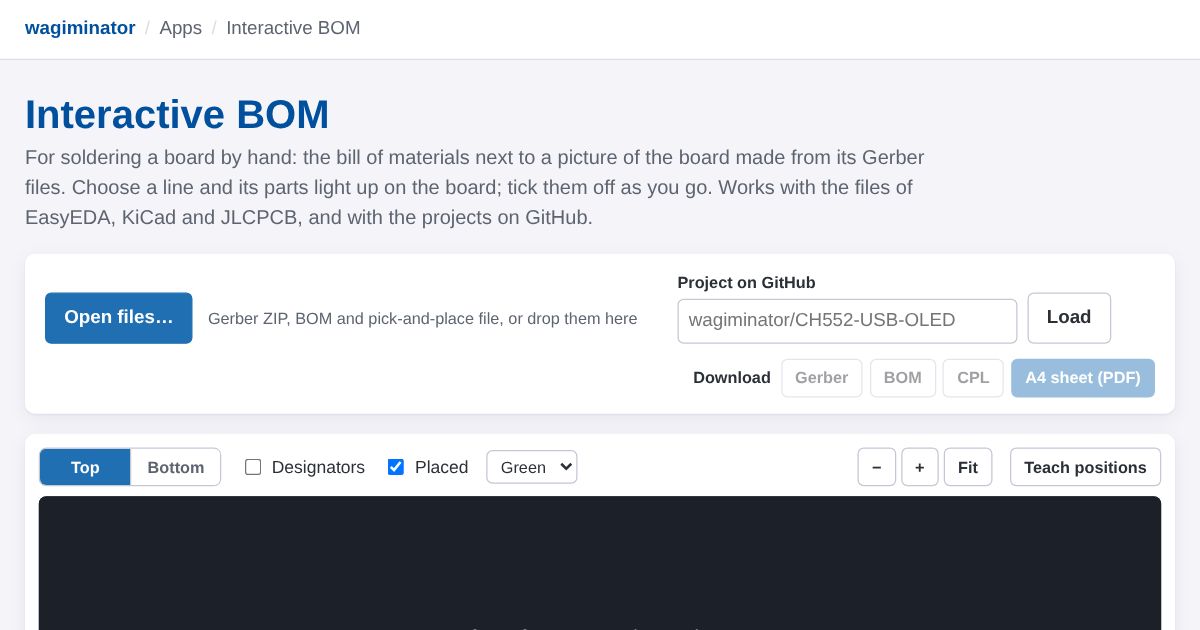 wagiminator / Apps / Interactive BOM
Interactive BOM
For soldering a board by hand: the bill of materials next to a picture of the board made from its Gerber
files. Choose a line and its parts light up on the board; tick them off as you go. Works with the files of
EasyEDA, KiCad and JLCPCB, and with the projects on GitHub.
Project on GitHub
Open files… Gerber ZIP, BOM and pick-and-place file, or drop them here wagiminator/CH552-USB-OLED Load
Download Gerber BOM CPL A4 sheet (PDF)
Top Bottom Designators Placed Green − + Fit Teach positions